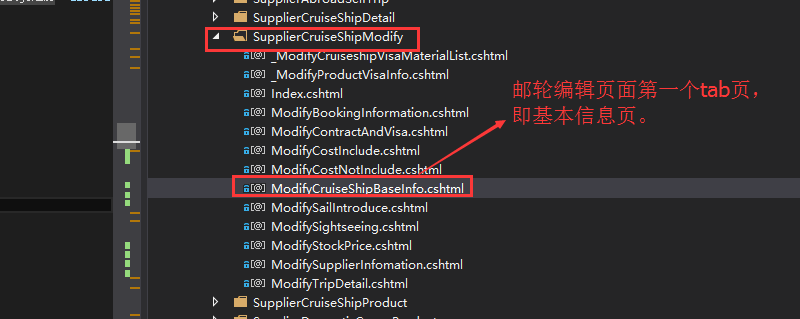 SupplierCruiseShipDetail
SupplierCruiseShipModify
_ModifyCruiseshipVisaMaterialList.cshtml
_ModifyProductVisaInfo.cshtml
Index.cshtml
ModifyBookingInformation.cshtml
ModifyContractAndVisa.cshtml
ModifyCostInclude.cshtml
ModifyCostNotInclude.cshtml
ModifyCruiseShipBaseInfo.cshtml
ModifySailIntroduce.cshtml
ModifySightseeing.cshtml
ModifyStockPrice.cshtml
ModifySupplierInfomation.cshtml
ModifyTripDetail.cshtml
SupplierCruiseShipProduct
邮轮编辑页面第一个tab页，
即基本信息页。